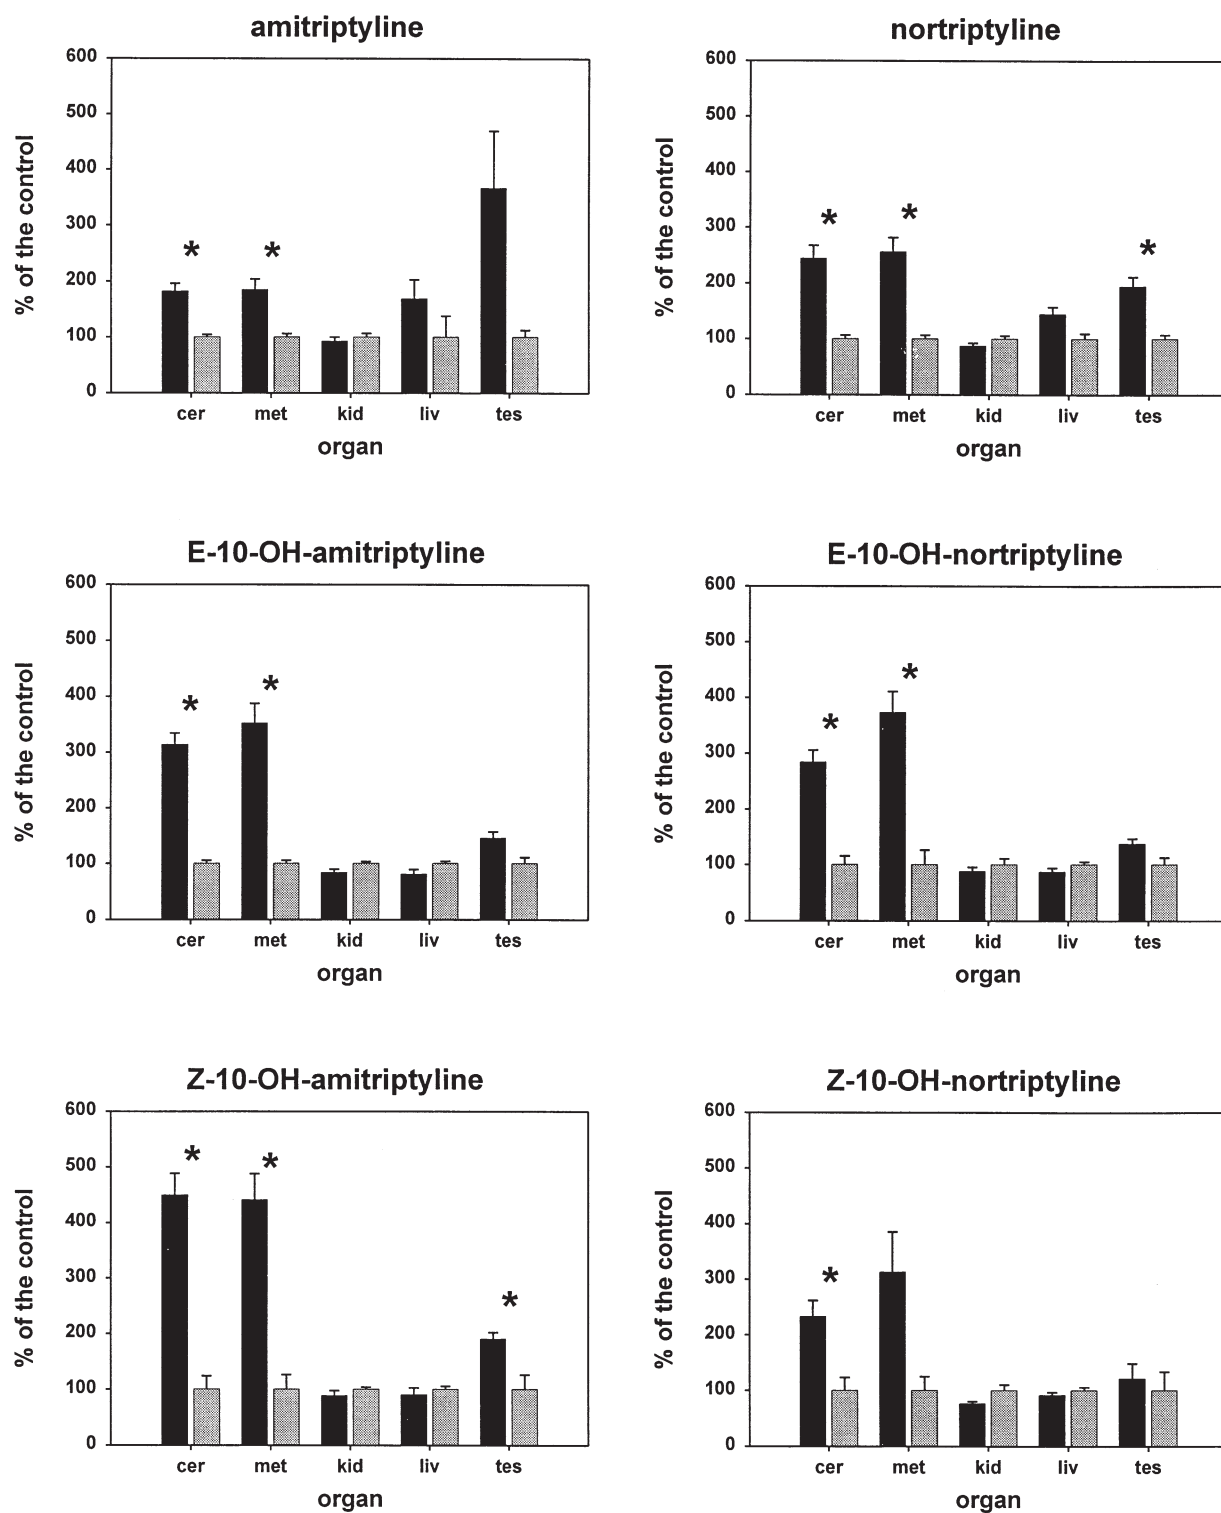 amitriptyline
600
500
400
300
200
100
0
% of the control
*
*
cer met kid liv tes
organ
nortriptyline
600
500
400
300
200
100
0
% of the control
*
*
*
cer met kid liv tes
organ
E-10-OH-amitriptyline
600
500
400
300
200
100
0
% of the control
*
*
cer met kid liv tes
organ
E-10-OH-nortriptyline
600
500
400
300
200
100
0
% of the control
*
*
cer met kid liv tes
organ
Z-10-OH-amitriptyline
600
500
400
300
200
100
0
% of the control
*
*
*
cer met kid liv tes
organ
Z-10-OH-nortriptyline
600
500
400
300
200
100
0
% of the control
*
cer met kid liv tes
organ